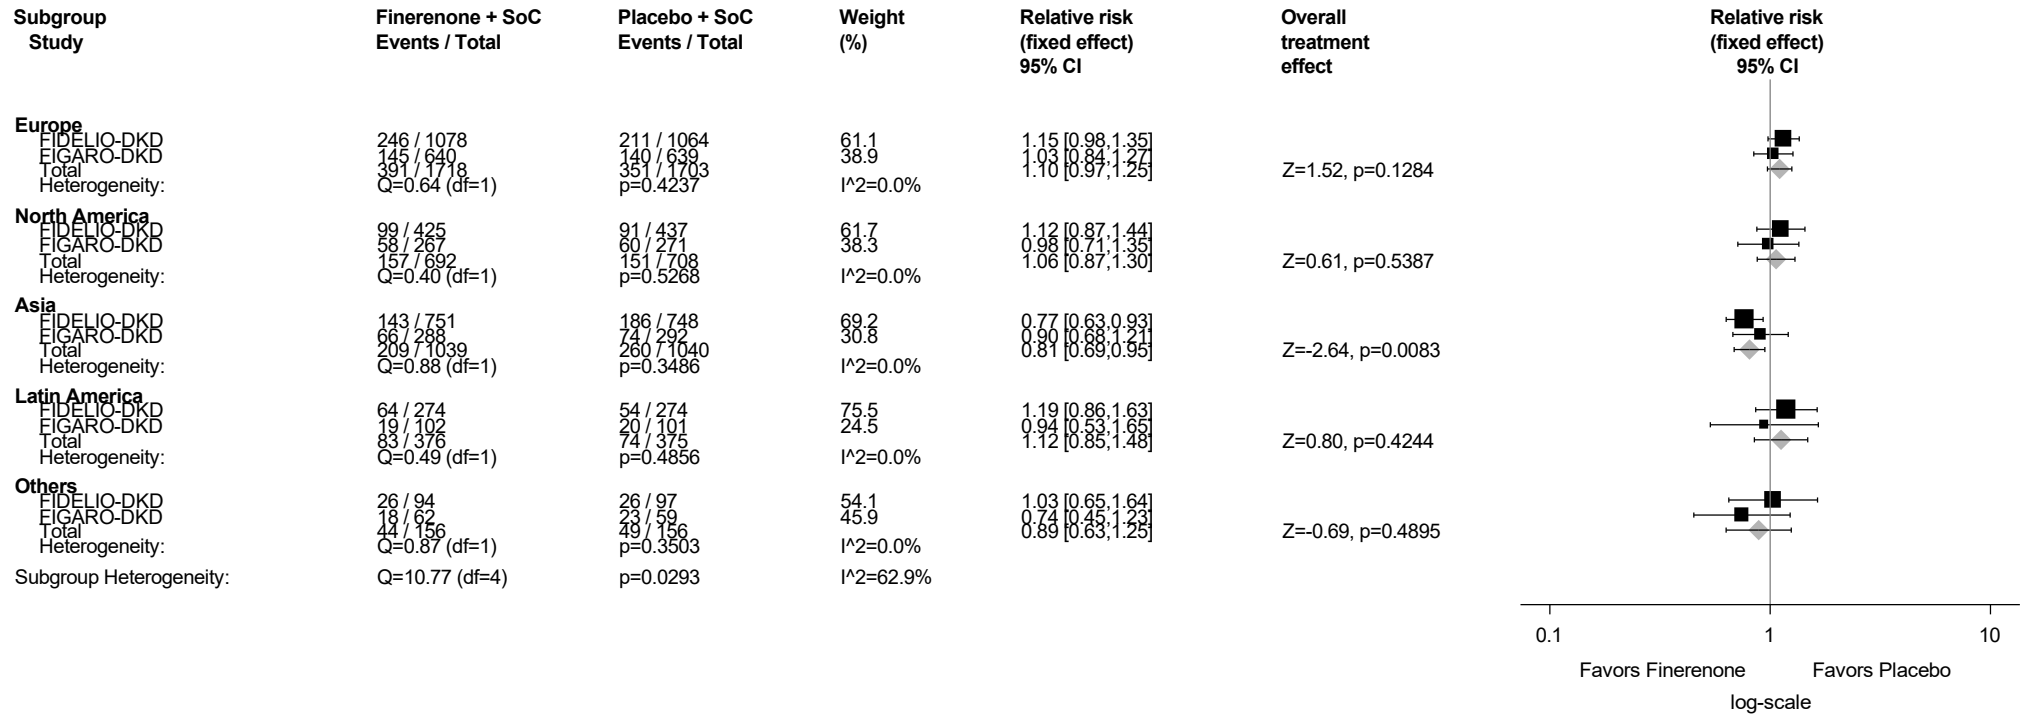 Subgroup Finerenone + SoC Placebo + SoC Weight Relative risk Overall Relative risk
Study Events / Total Events / Total (%) (fixed effect) treatment (fixed effect)
95% CI effect 95% CI
Europe
FIDELIO-DKD 246 / 1078 211 / 1064 61.1 1.15 [0.98,1.35]
FIGARO-DKD 145 / 640 140 / 639 38.9 1.03 [0.84,1.27]
Total 391 / 1718 351 / 1703 1.10 [0.97,1.25] Z=1.52, p=0.1284
Heterogeneity: Q=0.64 (df=1) p=0.4237 I^2=0.0%
North America
FIDELIO-DKD 99 / 425 91 / 437 61.7 1.12 [0.87,1.44]
FIGARO-DKD 58 / 267 60 / 271 38.3 0.98 [0.71,1.35]
Total 157 / 692 151 / 708 1.06 [0.87,1.30] Z=0.61, p=0.5387
Heterogeneity: Q=0.40 (df=1) p=0.5268 I^2=0.0%
Asia
FIDELIO-DKD 143 / 751 186 / 748 69.2 0.77 [0.63,0.93]
FIGARO-DKD 66 / 288 74 / 292 30.8 0.90 [0.68,1.21]
Total 209 / 1039 260 / 1040 0.81 [0.69,0.95] Z=-2.64, p=0.0083
Heterogeneity: Q=0.88 (df=1) p=0.3486 I^2=0.0%
Latin America
FIDELIO-DKD 64 / 274 54 / 274 75.5 1.19 [0.86,1.63]
FIGARO-DKD 19 / 102 20 / 101 24.5 0.94 [0.53,1.65]
Total 83 / 376 74 / 375 1.12 [0.85,1.48] Z=0.80, p=0.4244
Heterogeneity: Q=0.49 (df=1) p=0.4856 I^2=0.0%
Others
FIDELIO-DKD 26 / 94 26 / 97 54.1 1.03 [0.65,1.64]
FIGARO-DKD 18 / 62 23 / 59 45.9 0.74 [0.45,1.23]
Total 44 / 156 49 / 156 0.89 [0.63,1.25] Z=-0.69, p=0.4895
Heterogeneity: Q=0.87 (df=1) p=0.3503 I^2=0.0%
Subgroup Heterogeneity: Q=10.77 (df=4) p=0.0293 I^2=62.9%
0.1 1 10
Favors Finerenone Favors Placebo
log-scale